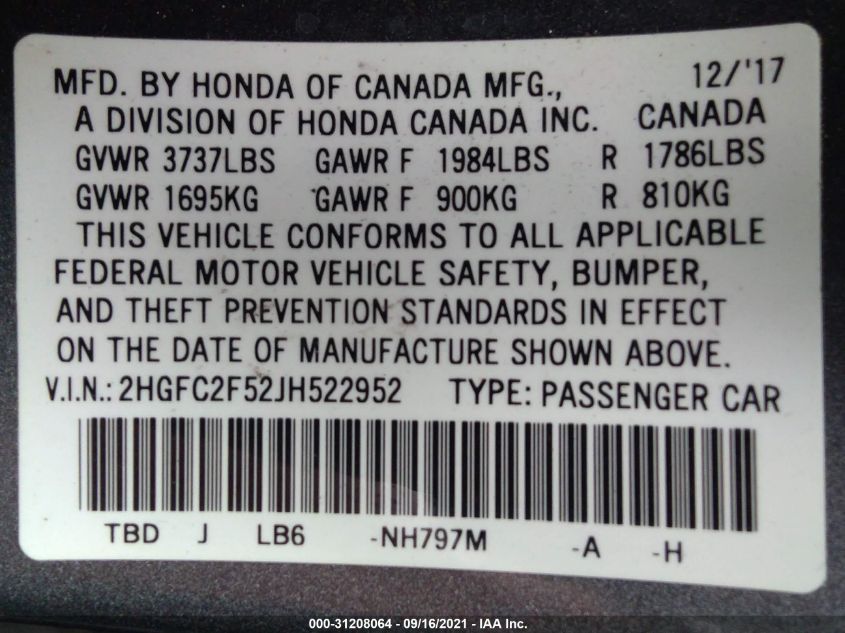 MFD. BY HONDA OF CANADA MFG., 12/'17
A DIVISION OF HONDA CANADA INC. CANADA
GVWR 3737LBS GAWR F 1984LBS R 1786LBS
GVWR 1695KG GAWR F 900KG R 810KG
THIS VEHICLE CONFORMS TO ALL APPLICABLE
FEDERAL MOTOR VEHICLE SAFETY, BUMPER,
AND THEFT PREVENTION STANDARDS IN EFFECT
ON THE DATE OF MANUFACTURE SHOWN ABOVE.
V.I.N.: 2HGFC2F52JH522952 TYPE: PASSENGER CAR
TBD J LB6 -NH797M -A -H
000-31208064 - 09/16/2021 - IAA Inc.